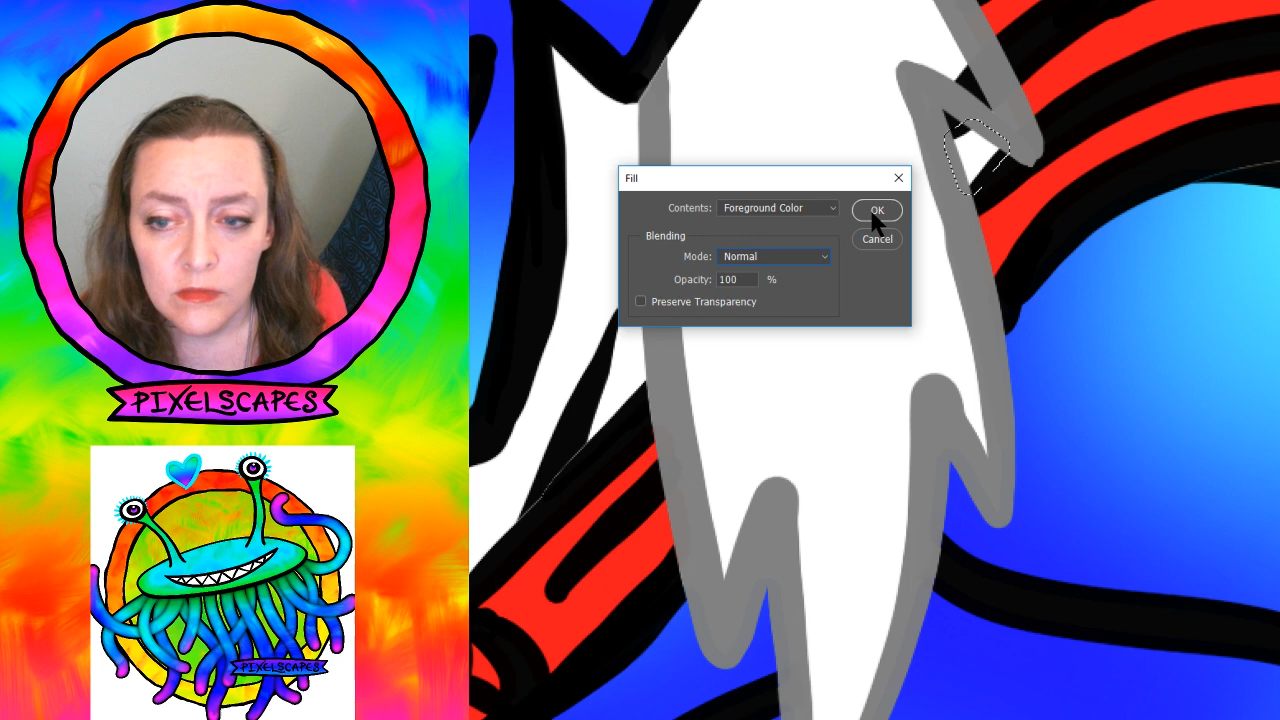 PIXELSCAPES
PIXELSCAPES
Fill
Contents: Foreground Color
OK
Blending
Cancel
Mode: Normal
Opacity: 100 %
Preserve Transparency